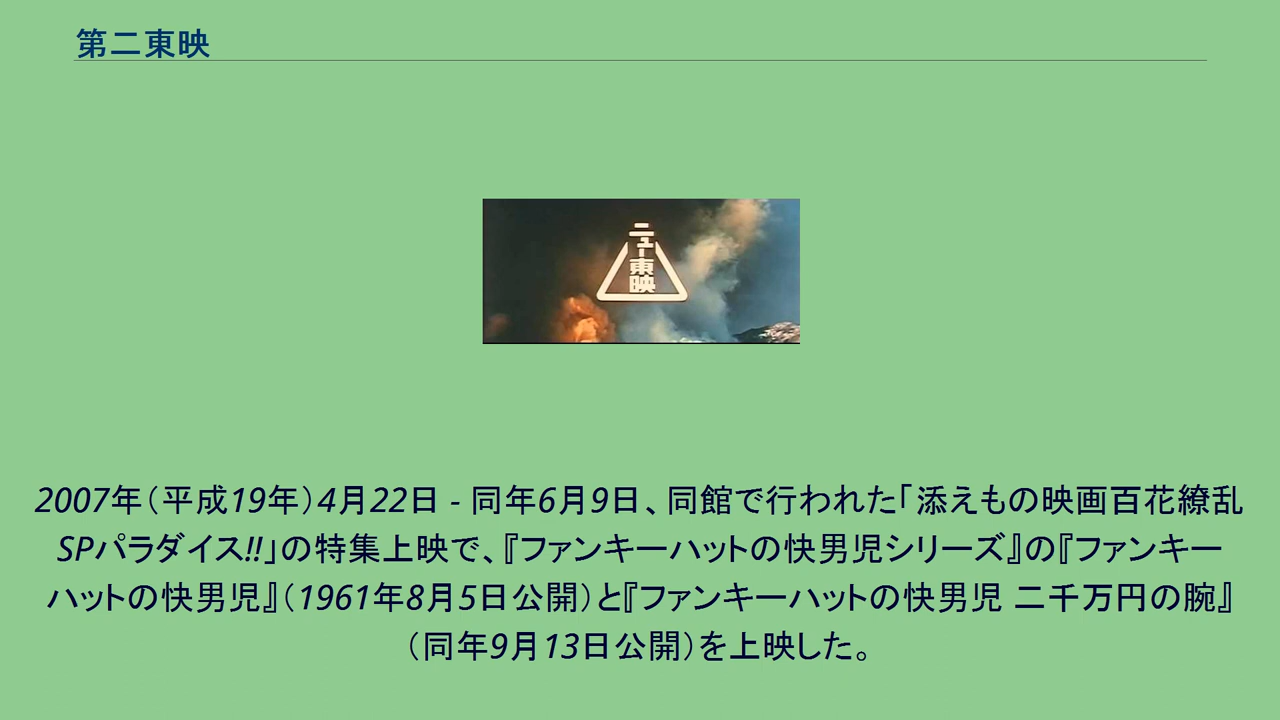 第二東映
ニュー東映
2007年（平成19年）4月22日 - 同年6月9日、同館で行われた「添えもの映画百花繚乱
SPパラダイス!!」の特集上映で、『ファンキーハットの快男児シリーズ』の『ファンキー
ハットの快男児』（1961年8月5日公開）と『ファンキーハットの快男児 二千万円の腕』
（同年9月13日公開）を上映した。